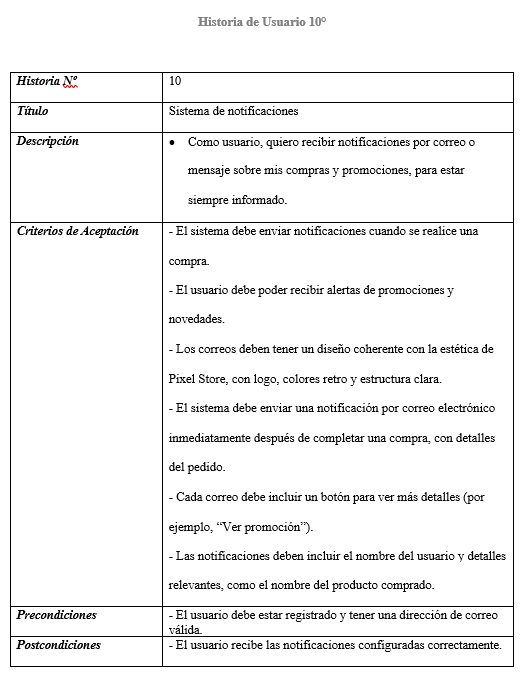 Historia de Usuario 10°
Historia Nº
10
Título
Sistema de notificaciones
Descripción
• Como usuario, quiero recibir notificaciones por correo o
mensaje sobre mis compras y promociones, para estar
siempre informado.
Criterios de Aceptación
- El sistema debe enviar notificaciones cuando se realice una
compra.
- El usuario debe poder recibir alertas de promociones y
novedades.
- Los correos deben tener un diseño coherente con la estética de
Pixel Store, con logo, colores retro y estructura clara.
- El sistema debe enviar una notificación por correo electrónico
inmediatamente después de completar una compra, con detalles
del pedido.
- Cada correo debe incluir un botón para ver más detalles (por
ejemplo, “Ver promoción”).
- Las notificaciones deben incluir el nombre del usuario y detalles
relevantes, como el nombre del producto comprado.
Precondiciones
- El usuario debe estar registrado y tener una dirección de correo
válida.
Postcondiciones
- El usuario recibe las notificaciones configuradas correctamente.